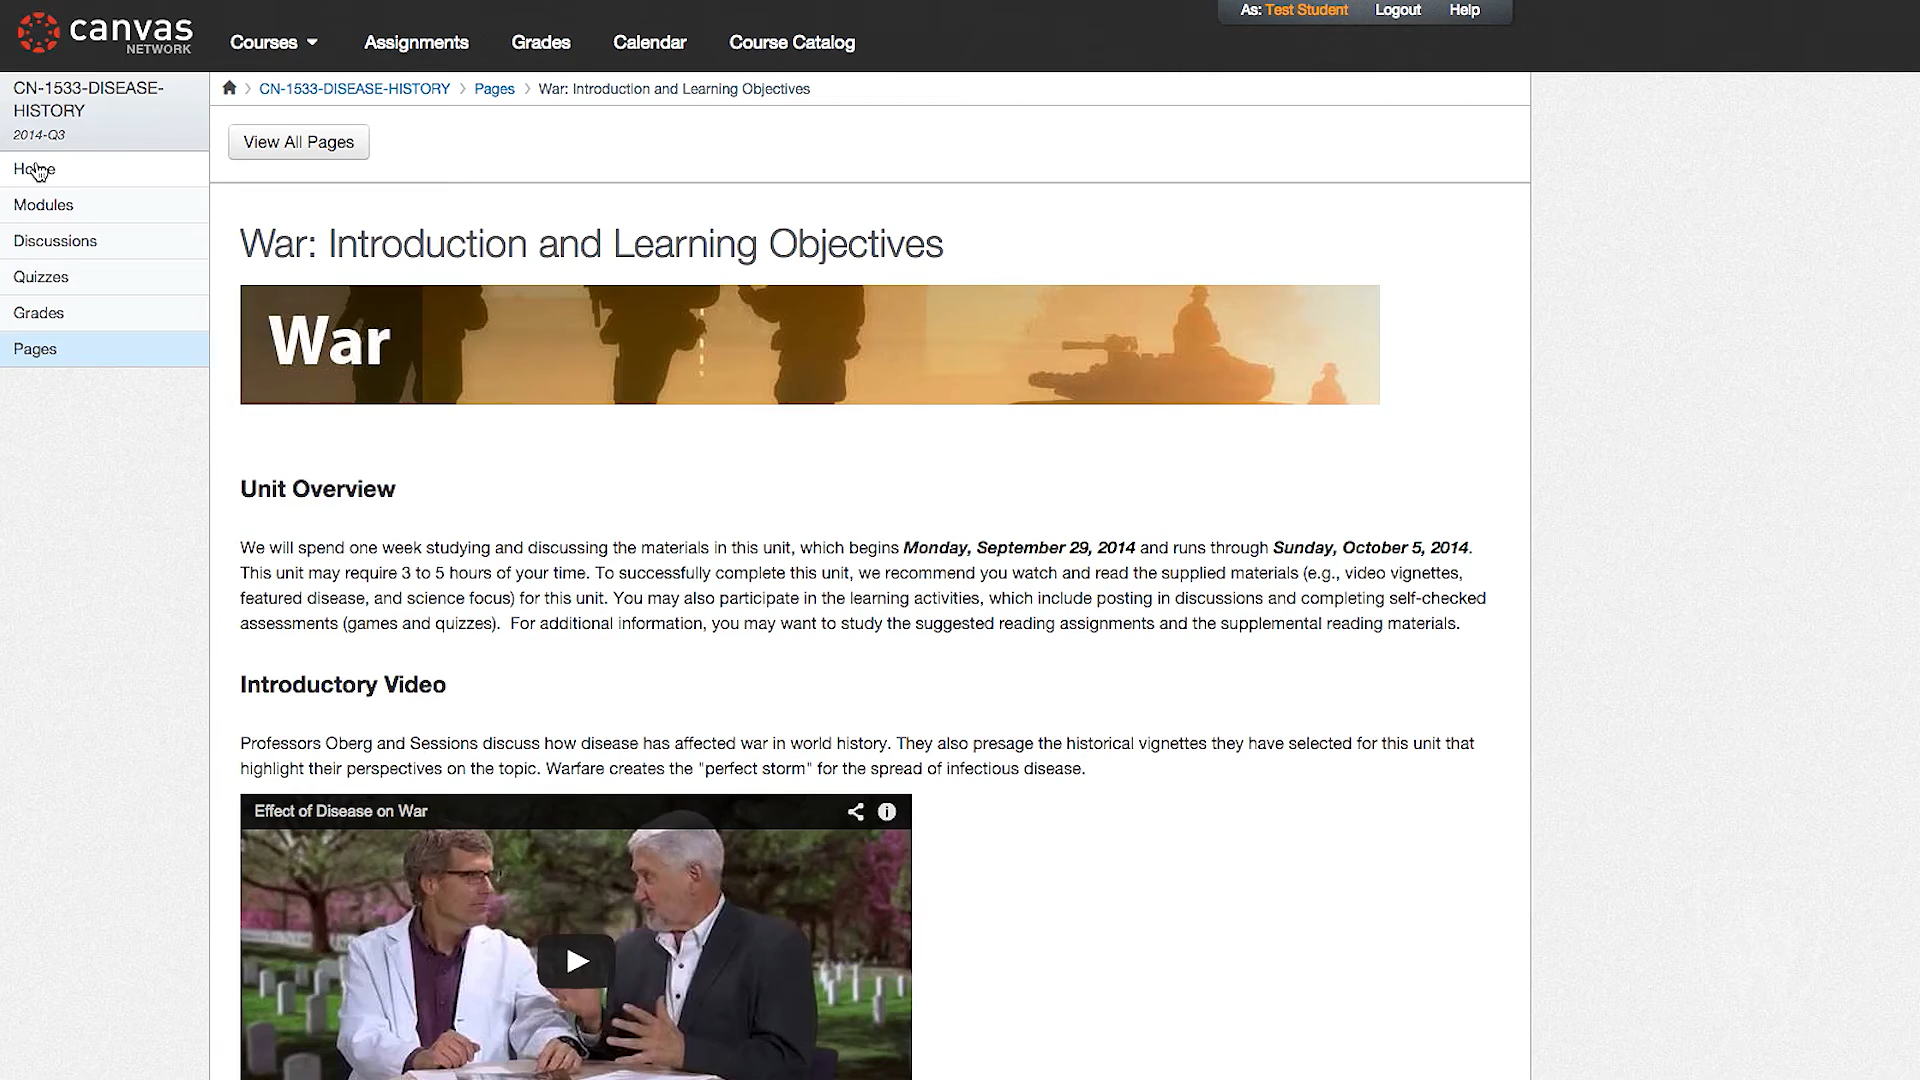 As: Test Student Logout Help
canvas
NETWORK
Courses Assignments Grades Calendar Course Catalog
CN-1533-DISEASE-
HISTORY
2014-Q3
Home
Modules
Discussions
Quizzes
Grades
Pages
CN-1533-DISEASE-HISTORY Pages War: Introduction and Learning Objectives
View All Pages
War: Introduction and Learning Objectives
War
Unit Overview
We will spend one week studying and discussing the materials in this unit, which begins Monday, September 29, 2014 and runs through Sunday, October 5, 2014.
This unit may require 3 to 5 hours of your time. To successfully complete this unit, we recommend you watch and read the supplied materials (e.g., video vignettes,
featured disease, and science focus) for this unit. You may also participate in the learning activities, which include posting in discussions and completing self-checked
assessments (games and quizzes).  For additional information, you may want to study the suggested reading assignments and the supplemental reading materials.
Introductory Video
Professors Oberg and Sessions discuss how disease has affected war in world history. They also presage the historical vignettes they have selected for this unit that
highlight their perspectives on the topic. Warfare creates the "perfect storm" for the spread of infectious disease.
Effect of Disease on War